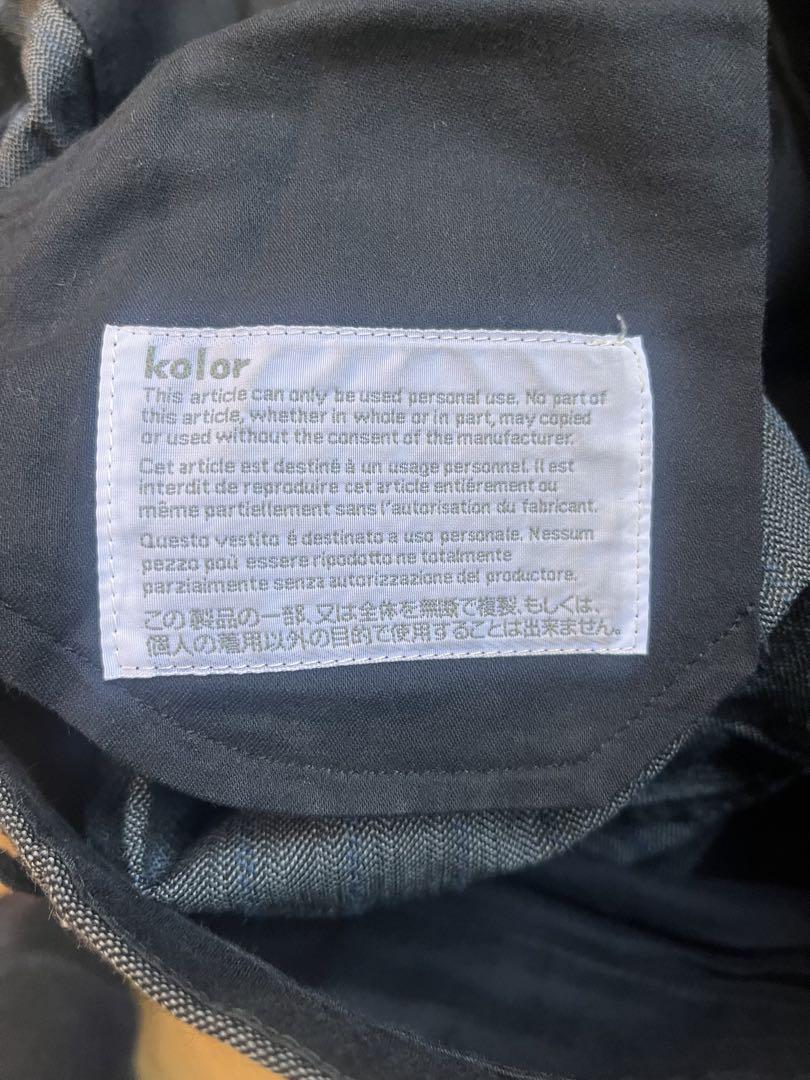 kolor
This article can only be used personal use. No part of
this article, whether in whole or in part, may copied
or used without the consent of the manufacturer.
Cet article est destiné à un usage personnel. Il est
interdit de reproduire cet article entiérement ou
même partiellement sans l'autorisation du fabricant.
Questo vestito é destinato a uso personale. Nessum
pezzo poù essere ripodotto ne totalmente
parziaimente senza autorizzazione del productore.
この製品の一部、又は全体を無断で複製、もしくは、
個人の着用以外の目的で使用することは出来ません。